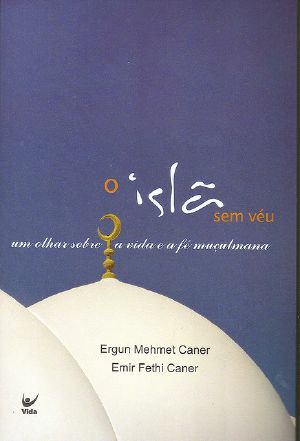 o islã
sem véu
um olhar sobre a vida e a fé muçulmana
Ergun Mehmet Caner
Emir Fethi Caner
Vida